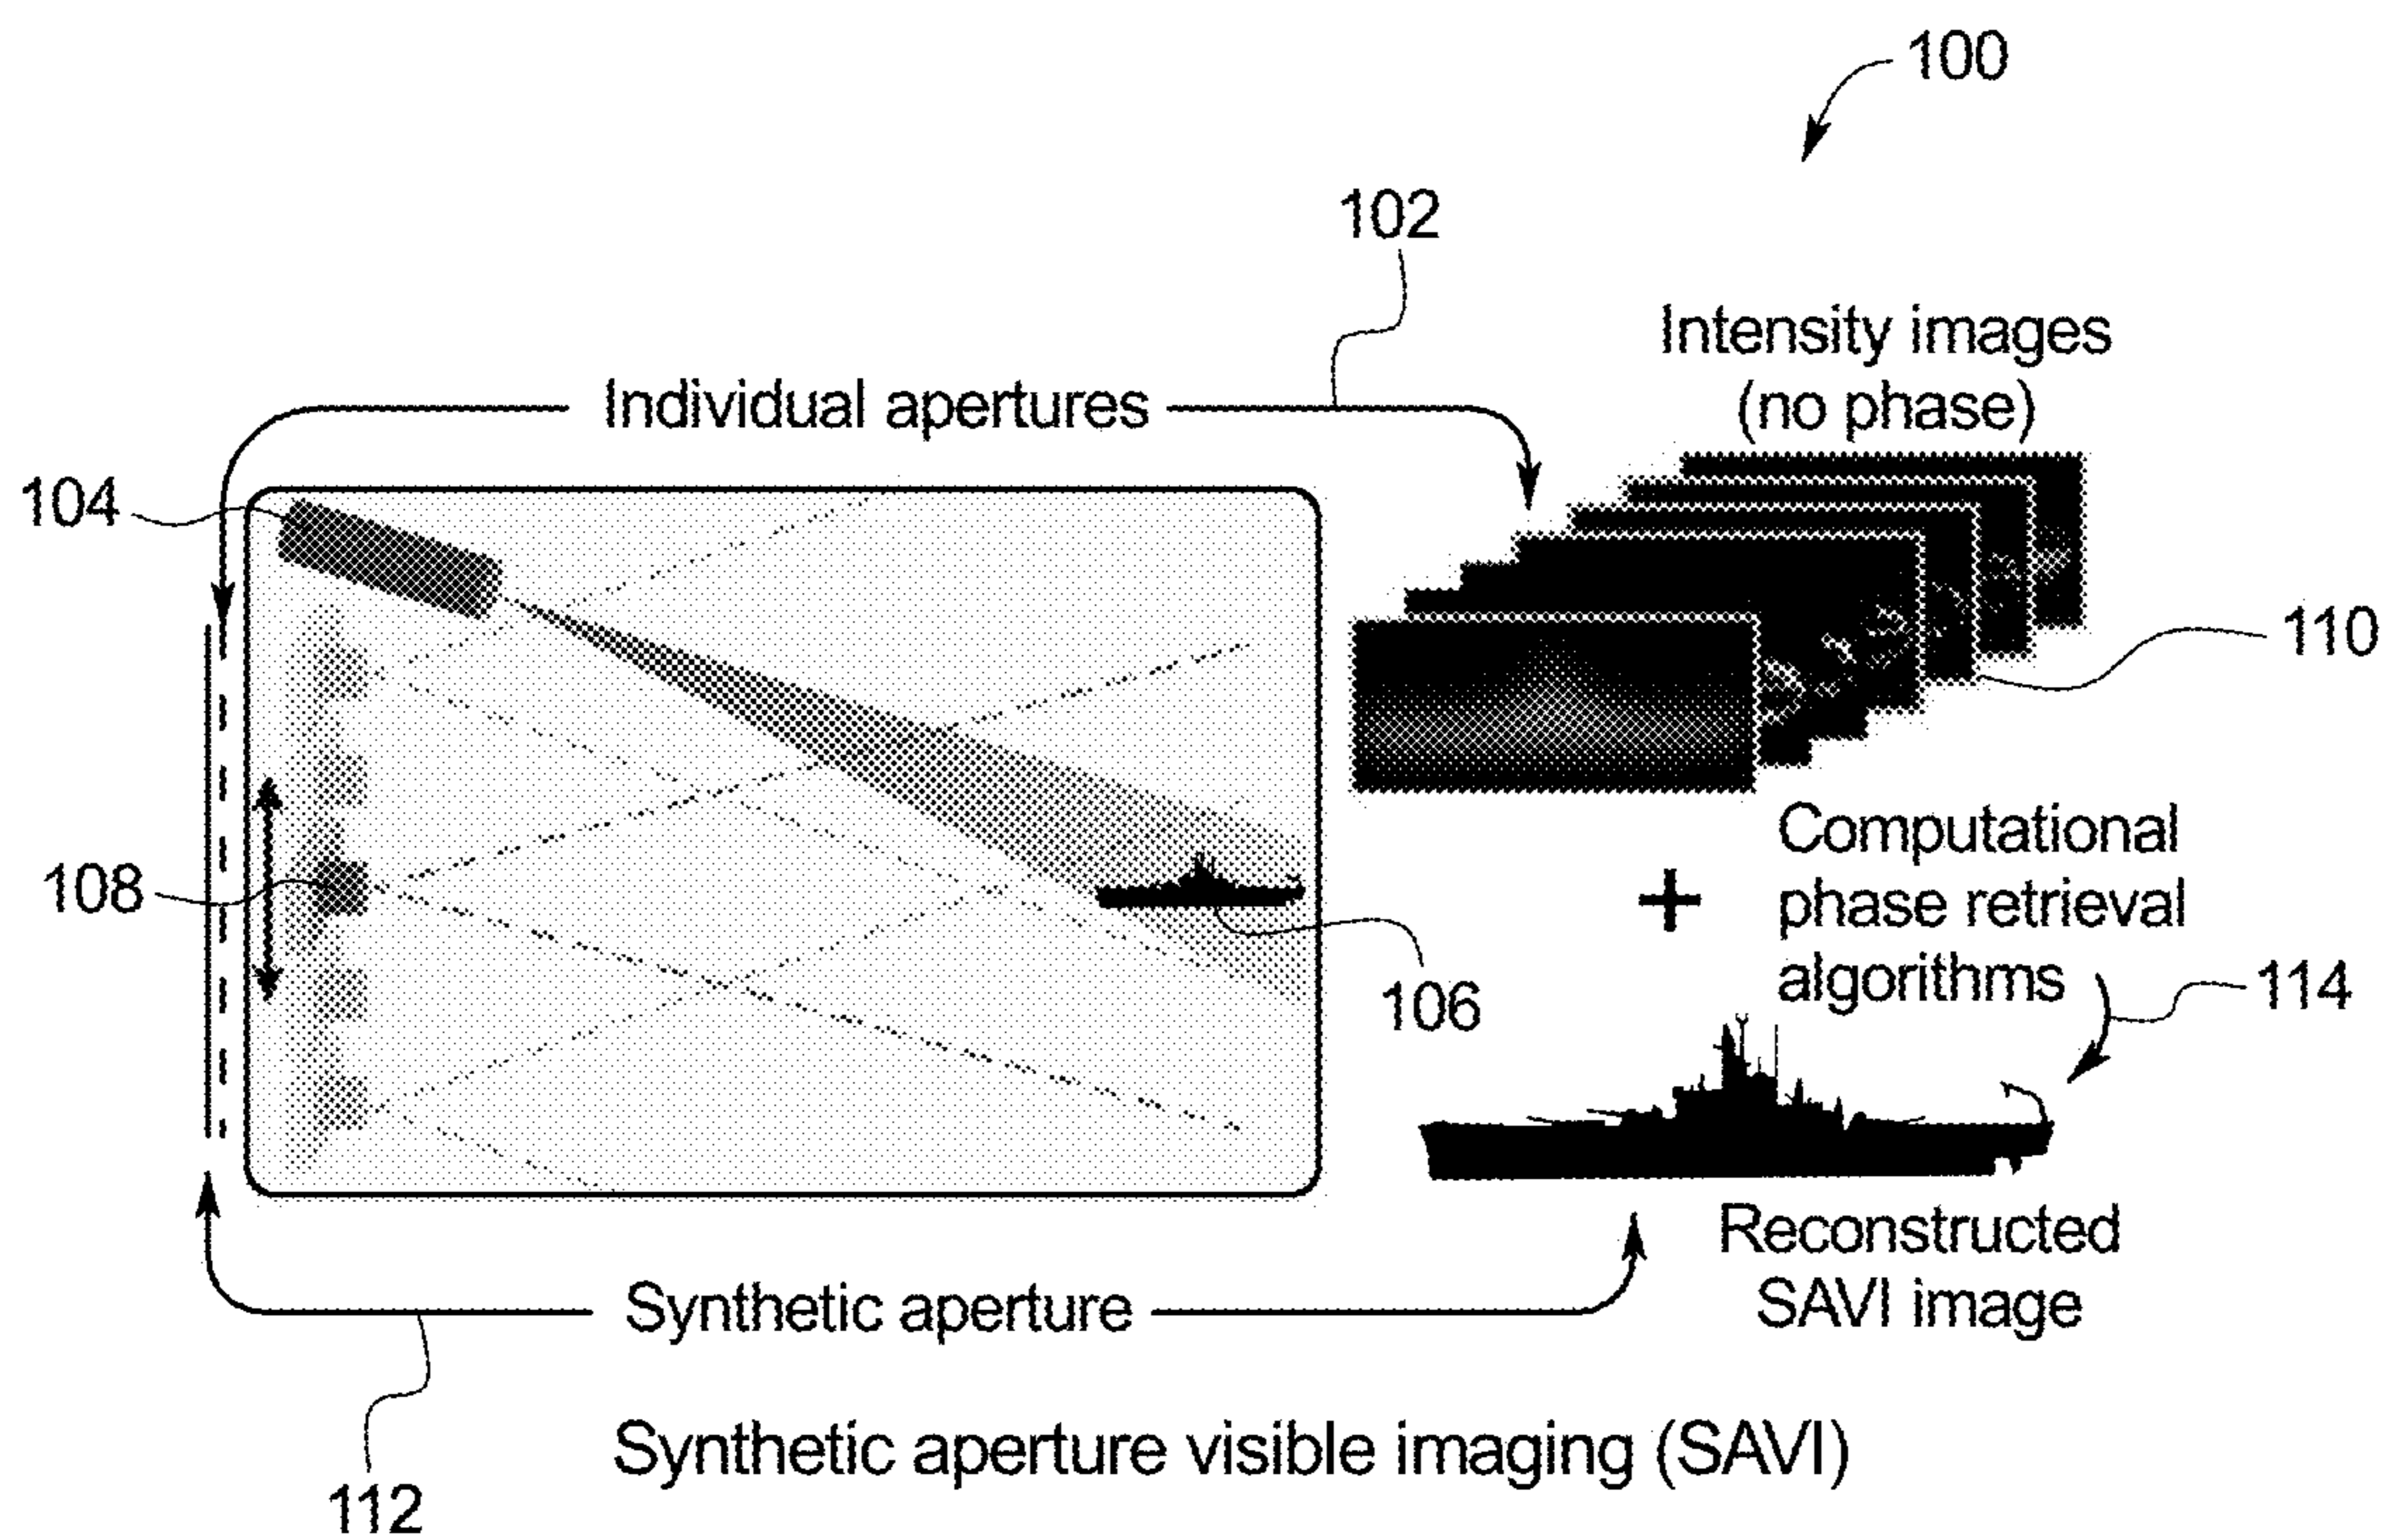 100
102
Intensity images
(no phase)
Individual apertures
104
110
Computational
phase retrieval
algorithms
+
108
106
114
Reconstructed
SAVI image
Synthetic aperture
Synthetic aperture visible imaging (SAVI)
112